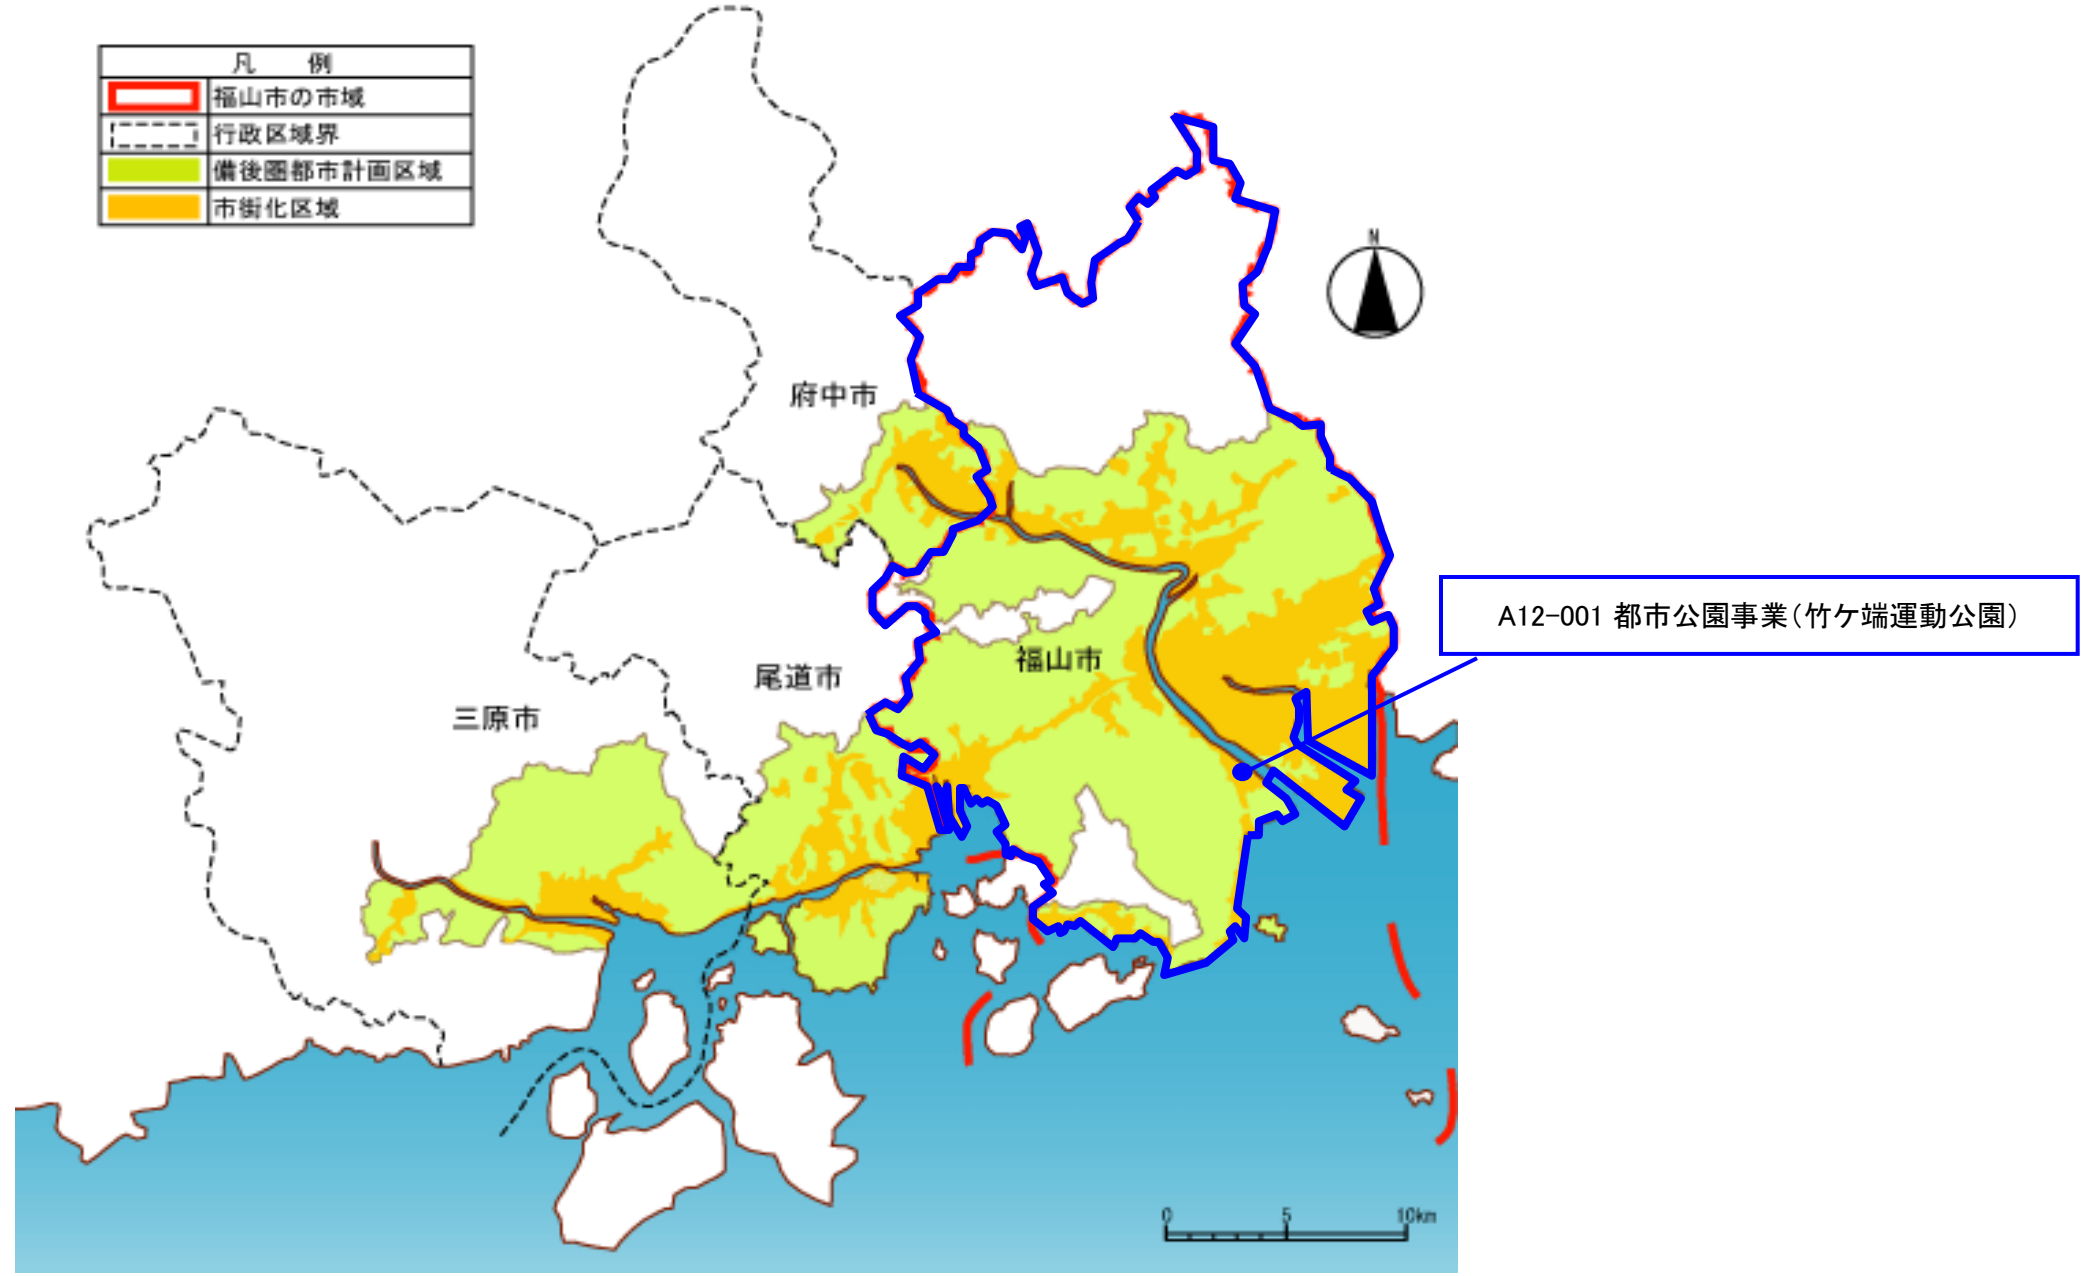 凡 例
福山市の市域
行政区域界
備後圏都市計画区域
市街化区域
N
府中市
A12-001 都市公園事業(竹ケ端運動公園)
福山市
尾道市
三原市
0 5 10km